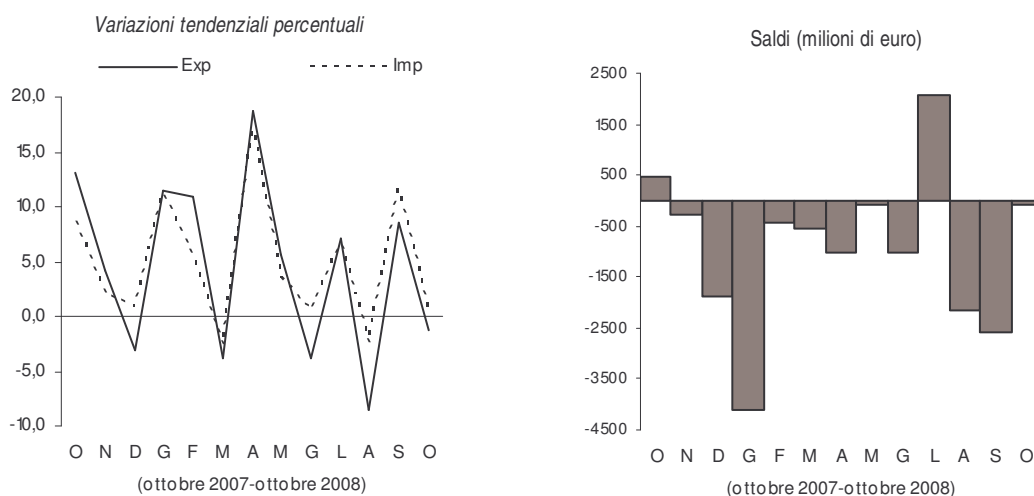 Variazioni tendenziali percentuali
Exp Imp
20,0
15,0
10,0
5,0
0,0
-5,0
-10,0
O N D G F M A M G L A S O
(ottobre 2007-ottobre 2008)
Saldi (milioni di euro)
2500
1500
500
-500
-1500
-2500
-3500
-4500
O N D G F M A M G L A S O
(ottobre 2007-ottobre 2008)